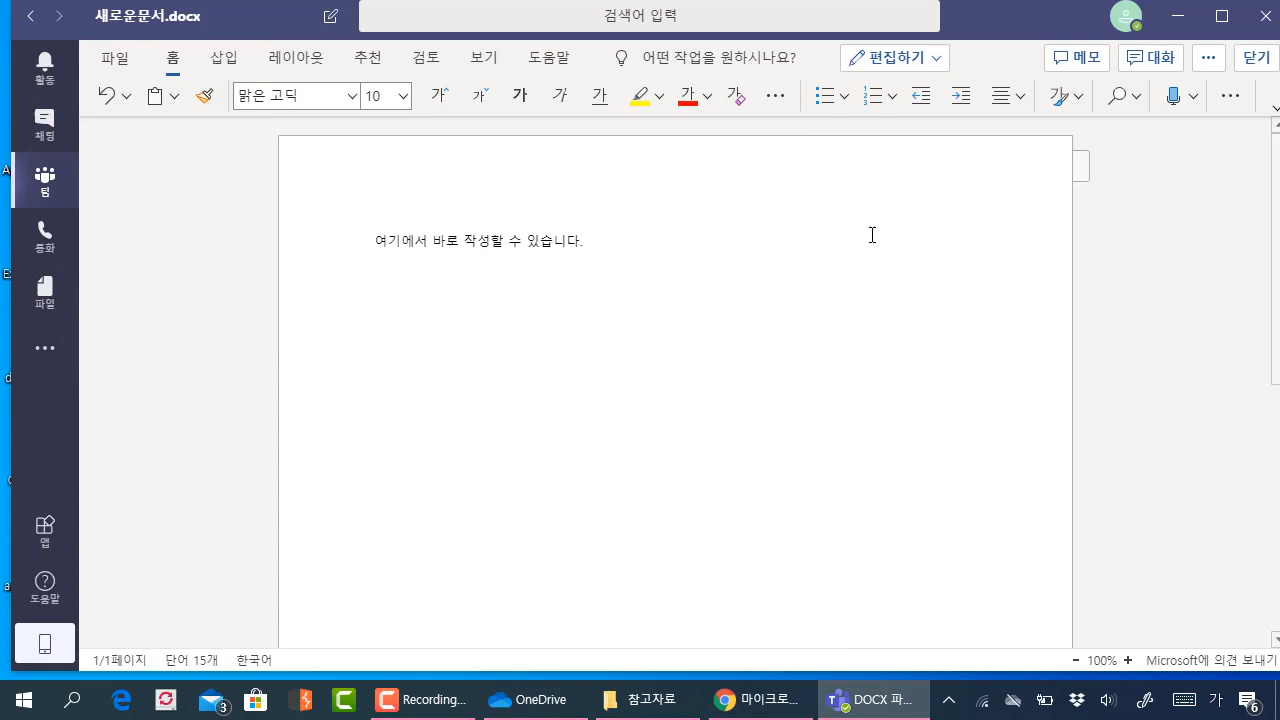 새로운문서.docx
검색어 입력
파일 홈 삽입 레이아웃 추천 검토 보기 도움말 어떤 작업을 원하시나요? 편집하기 메모 대화 닫기
맑은 고딕 10 가 가 가 가 가 가 가
활동
채팅
팀
통화
파일
여기에서 바로 작성할 수 있습니다.
앱
도움말
1/1페이지 단어 15개 한국어 100% Microsoft에 의견 보내기
3 Recording... OneDrive 참고자료 마이크로... DOCX 파... 가 6